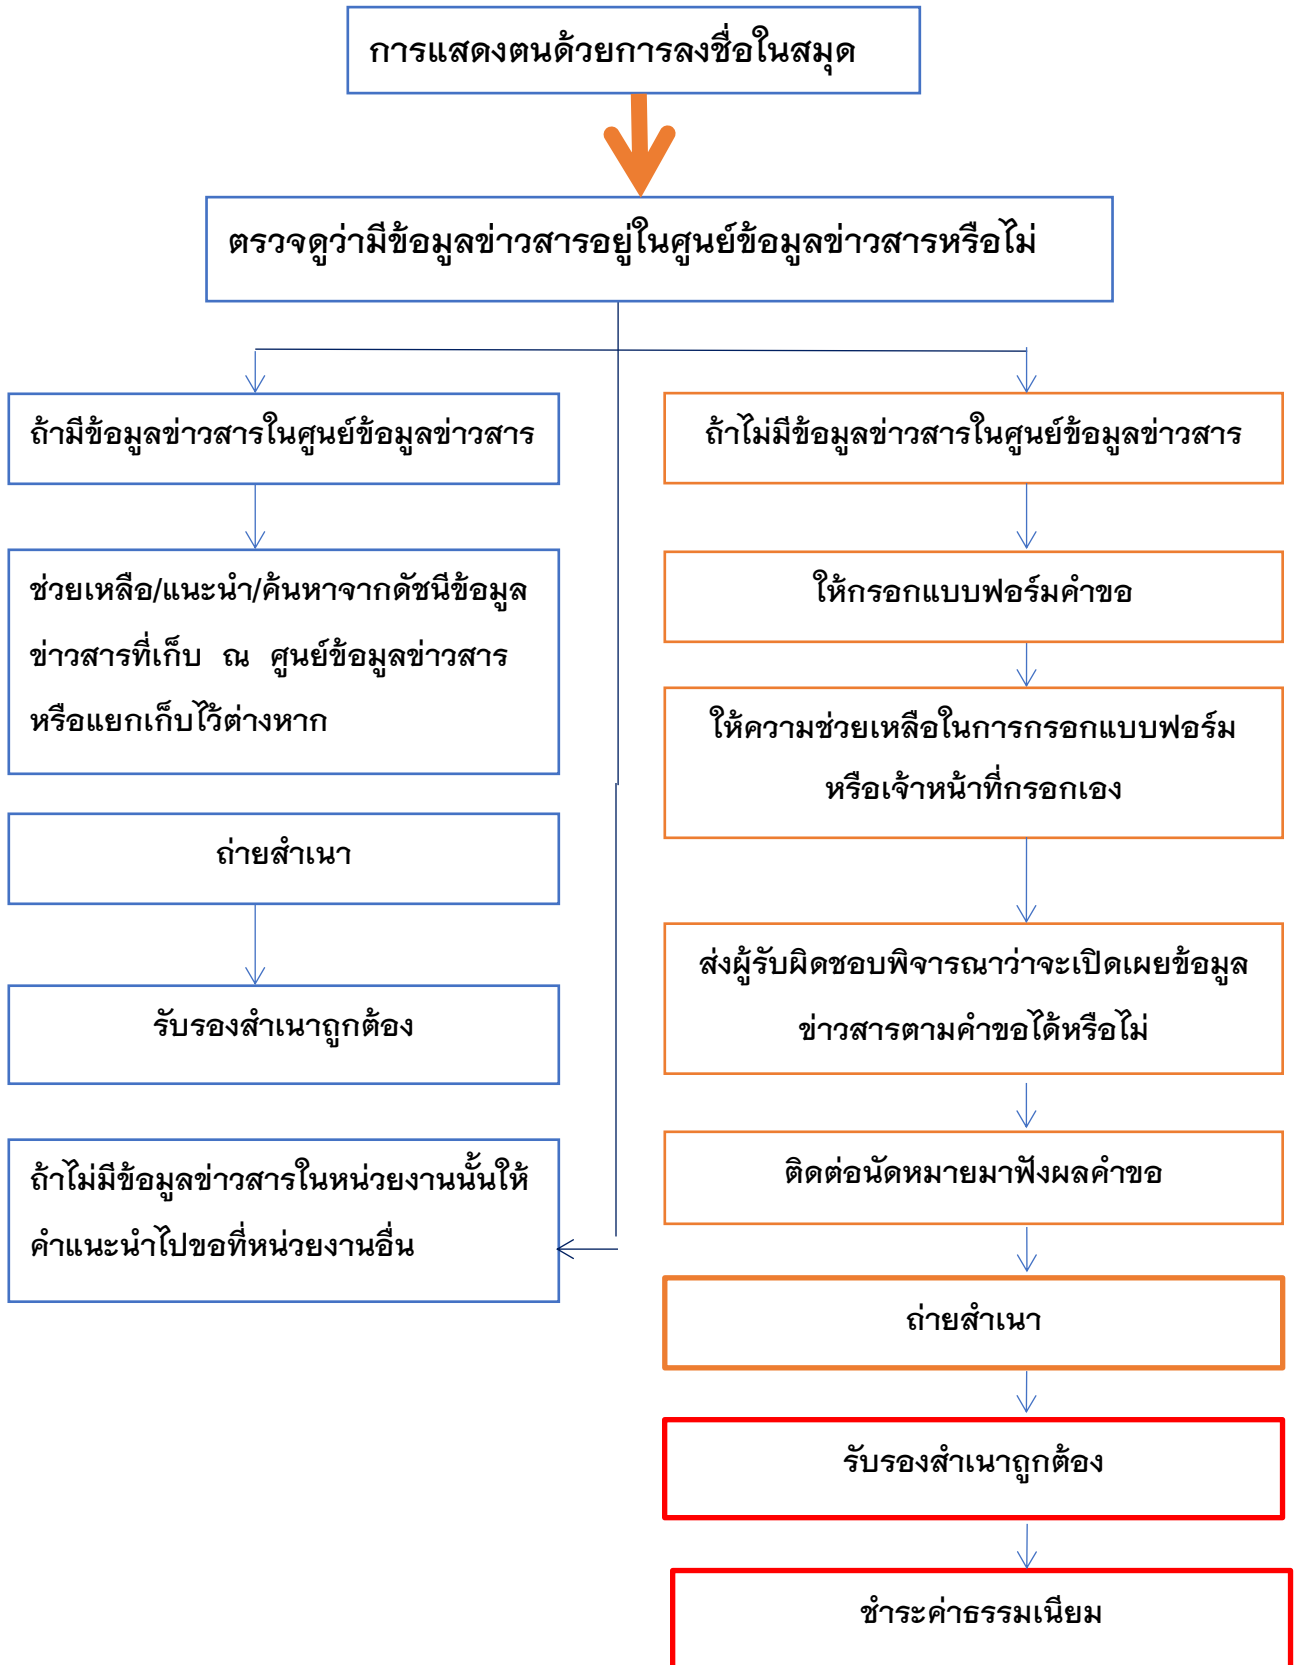 การแสดงตนด้วยการลงชื่อในสมุด
ตรวจดูว่ามีข้อมูลข่าวสารอยู่ในศูนย์ข้อมูลข่าวสารหรือไม่
ถ้ามีข้อมูลข่าวสารในศูนย์ข้อมูลข่าวสาร
ช่วยเหลือ/แนะนำ/ค้นหาจากดัชนีข้อมูล
ข่าวสารที่เก็บ ณ ศูนย์ข้อมูลข่าวสาร
หรือแยกเก็บไว้ต่างหาก
ถ่ายสำเนา
รับรองสำเนาถูกต้อง
ถ้าไม่มีข้อมูลข่าวสารในหน่วยงานนั้นให้
คำแนะนำไปขอที่หน่วยงานอื่น
ถ้าไม่มีข้อมูลข่าวสารในศูนย์ข้อมูลข่าวสาร
ให้กรอกแบบฟอร์มคำขอ
ให้ความช่วยเหลือในการกรอกแบบฟอร์ม
หรือเจ้าหน้าที่กรอกเอง
ส่งผู้รับผิดชอบพิจารณาว่าจะเปิดเผยข้อมูล
ข่าวสารตามคำขอได้หรือไม่
ติดต่อนัดหมายมาฟังผลคำขอ
ถ่ายสำเนา
รับรองสำเนาถูกต้อง
ชำระค่าธรรมเนียม